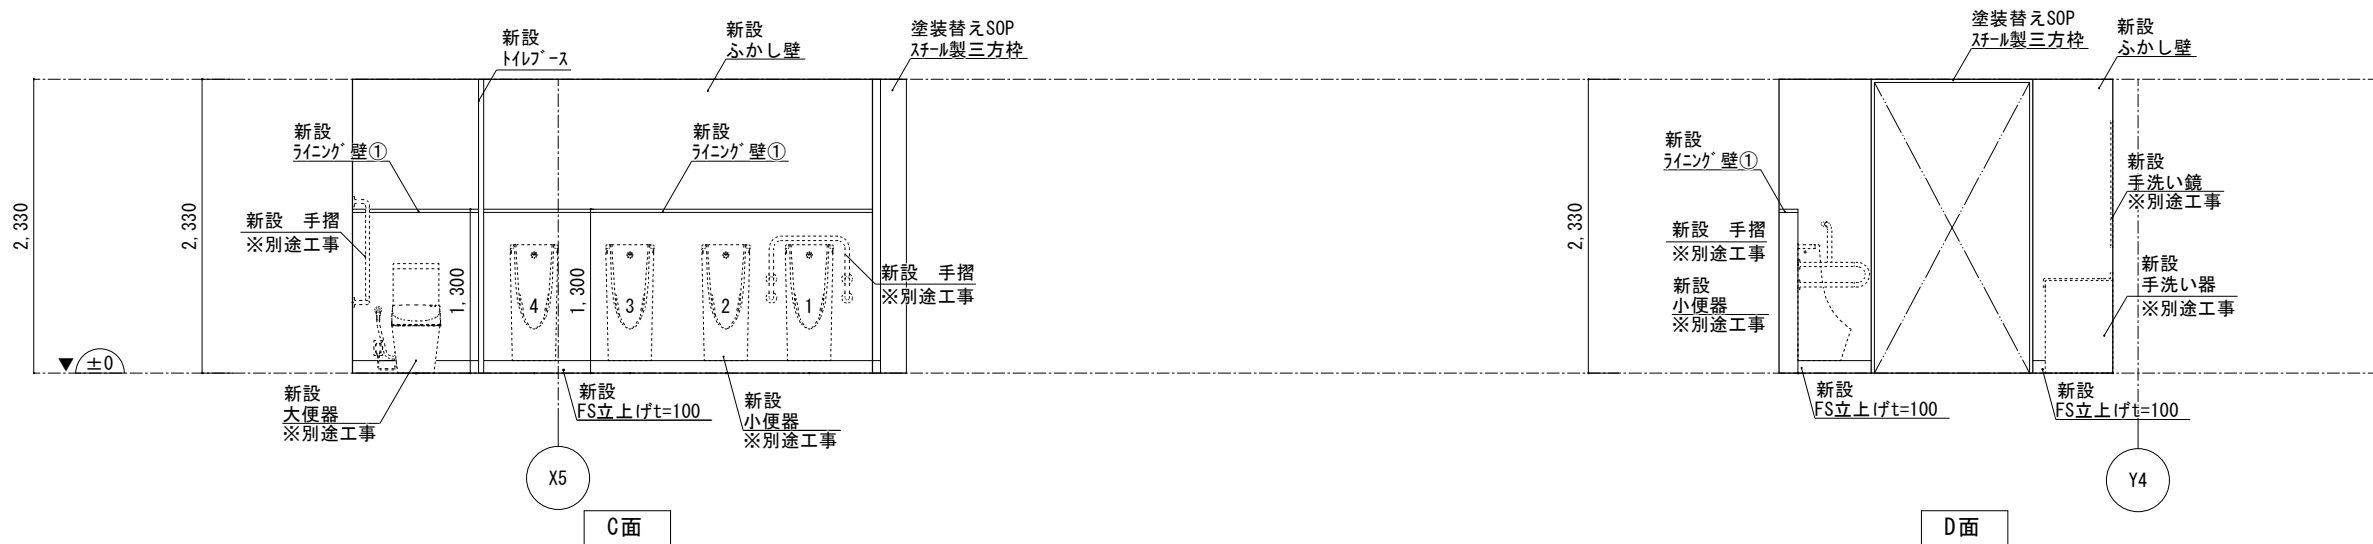 新設
トイレブース
新設
ふかし壁
塗装替えSOP
スチール製三方枠
新設
ライニング壁①
新設
ライニング壁①
2,330
2,330
新設　手摺
※別途工事
1,300
1,300
4
3
2
1
新設　手摺
※別途工事
±0
新設
大便器
※別途工事
新設
FS立上げt=100
新設
小便器
※別途工事
X5
C面
塗装替えSOP
スチール製三方枠
新設
ふかし壁
新設
ライニング壁①
2,330
新設　手摺
※別途工事
新設
小便器
※別途工事
新設
手洗い鏡
※別途工事
新設
手洗い器
※別途工事
新設
FS立上げt=100
新設
FS立上げt=100
Y4
D面